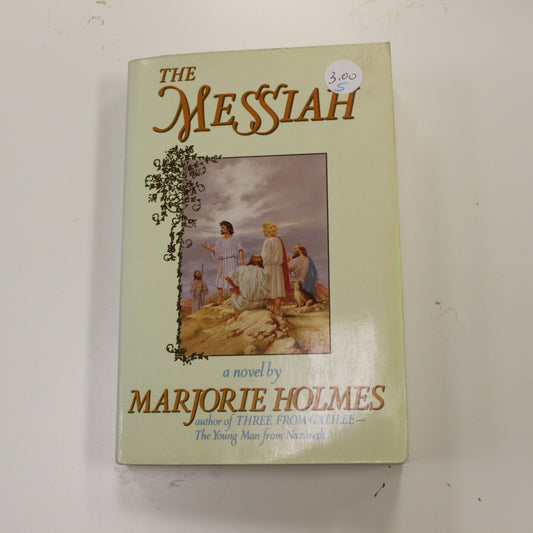 THE
MESSIAH
3.00
5
a novel by
MARJORIE HOLMES
author of THREE FROM GALILEE—
The Young Man from Nazareth